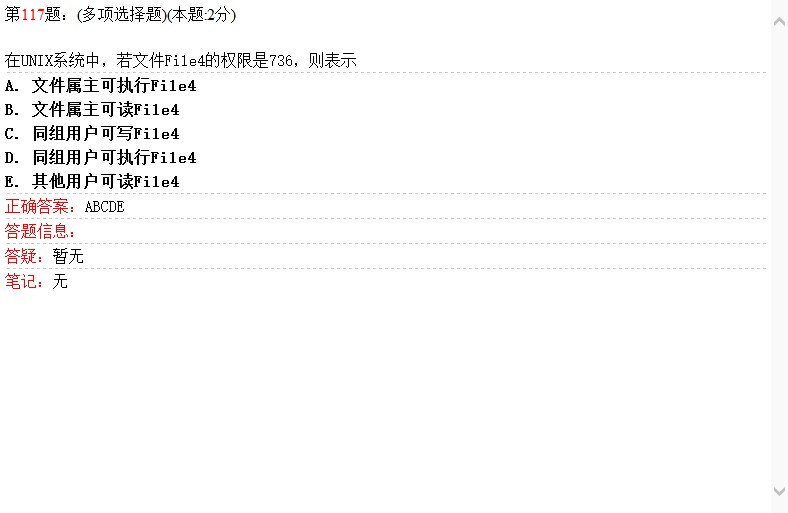 第117题：(多项选择题)(本题:2分)
在UNIX系统中，若文件File4的权限是736，则表示
A. 文件属主可执行File4
B. 文件属主可读File4
C. 同组用户可写File4
D. 同组用户可执行File4
E. 其他用户可读File4
正确答案：ABCDE
答题信息：
答疑：暂无
笔记：无